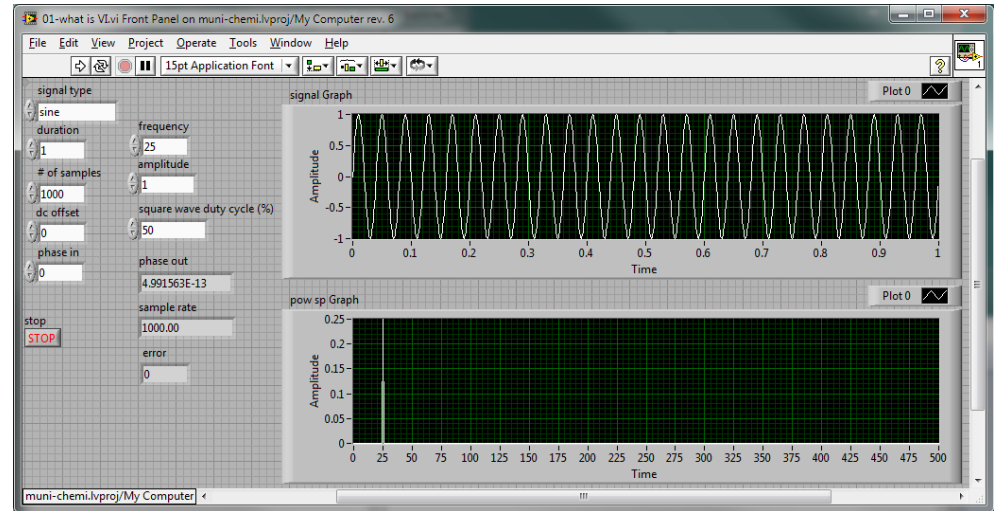 01-what is VI.vi Front Panel on muni-chemi.lvproj/My Computer rev. 6
File Edit View Project Operate Tools Window Help
15pt Application Font
?
1
signal type
sine
duration
1
# of samples
1000
dc offset
0
phase in
0
stop
STOP
frequency
25
amplitude
1
square wave duty cycle (%)
50
phase out
4.991563E-13
sample rate
1000.00
error
0
signal Graph
Plot 0
Amplitude
1
0.5
0
-0.5
-1
0 0.1 0.2 0.3 0.4 0.5 0.6 0.7 0.8 0.9 1
Time
pow sp Graph
Plot 0
Amplitude
0.25
0.2
0.15
0.1
0.05
0
0 25 50 75 100 125 150 175 200 225 250 275 300 325 350 375 400 425 450 475 500
Time
muni-chemi.lvproj/My Computer